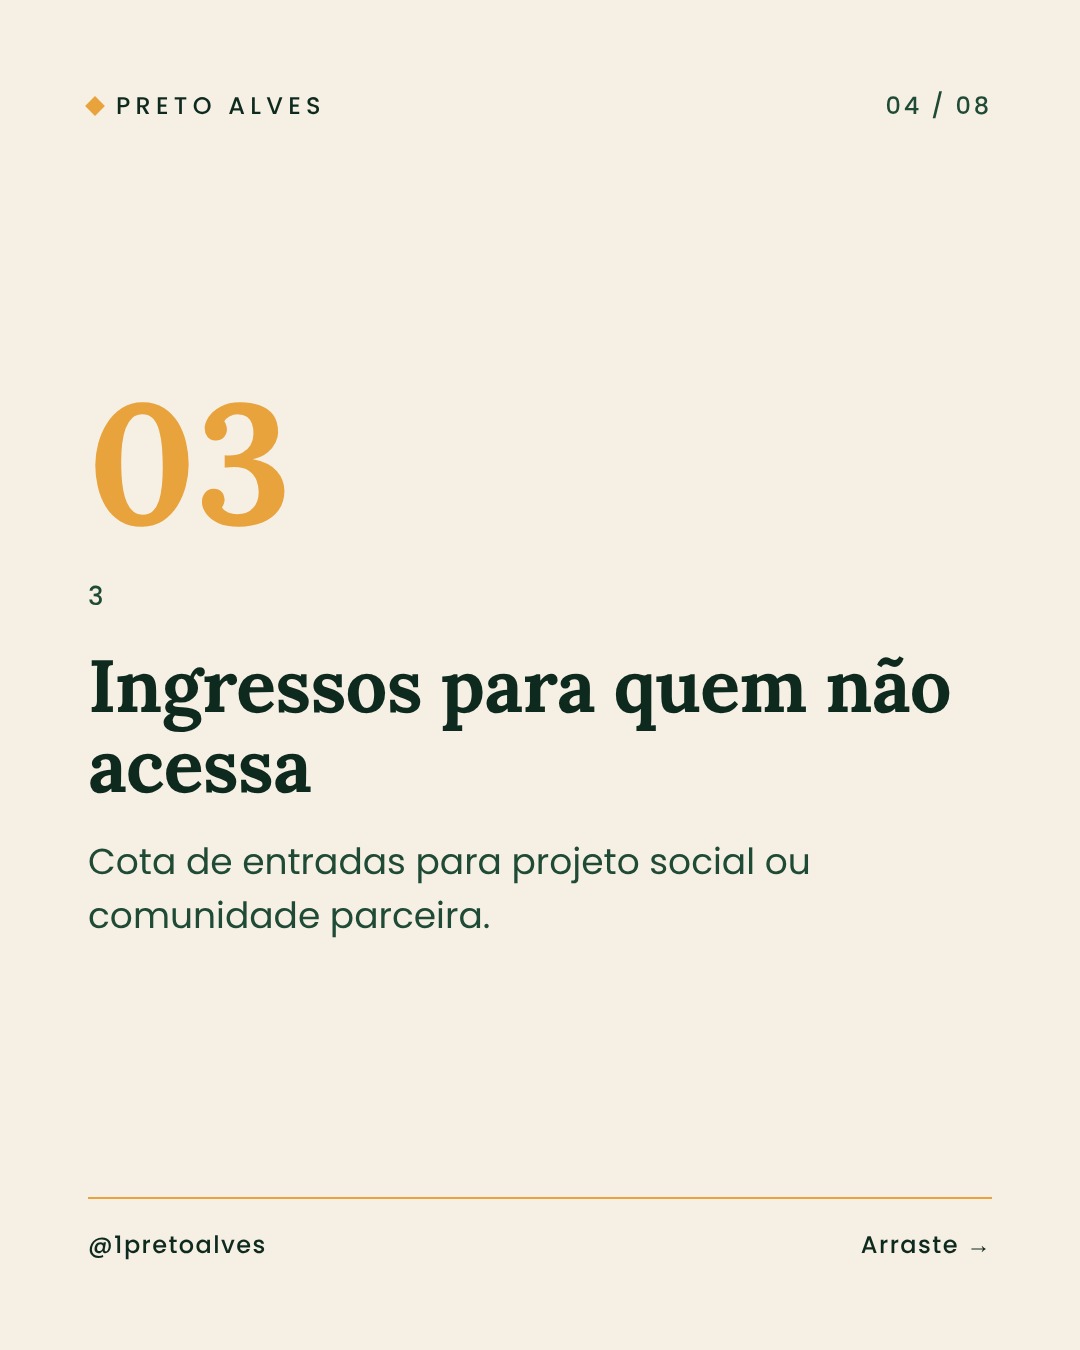 PRETO ALVES
04 / 08
03
3
Ingressos para quem não
acessa
Cota de entradas para projeto social ou
comunidade parceira.
@1pretoalves
Arraste →